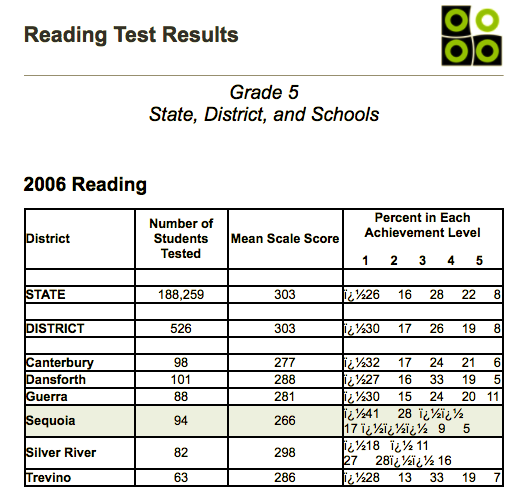 Reading Test Results
Grade 5
State, District, and Schools
2006 Reading
District
Number of
Students
Tested
Mean Scale Score
Percent in Each
Achievement Level
1 2 3 4 5
STATE 188,259 303 ï¿½26 16 28 22 8
DISTRICT 526 303 ï¿½30 17 26 19 8
Canterbury 98 277 ï¿½32 17 24 21 6
Dansforth 101 288 ï¿½27 16 33 19 5
Guerra 88 281 ï¿½30 15 24 20 11
Sequoia 94 266 ï¿½41 28 ï¿½ï¿½
17 ï¿½ï¿½ï¿½ 9 5
Silver River 82 298 ï¿½18 ï¿½ 11
27 28ï¿½ï¿½ 16
Trevino 63 286 ï¿½28 13 33 19 7